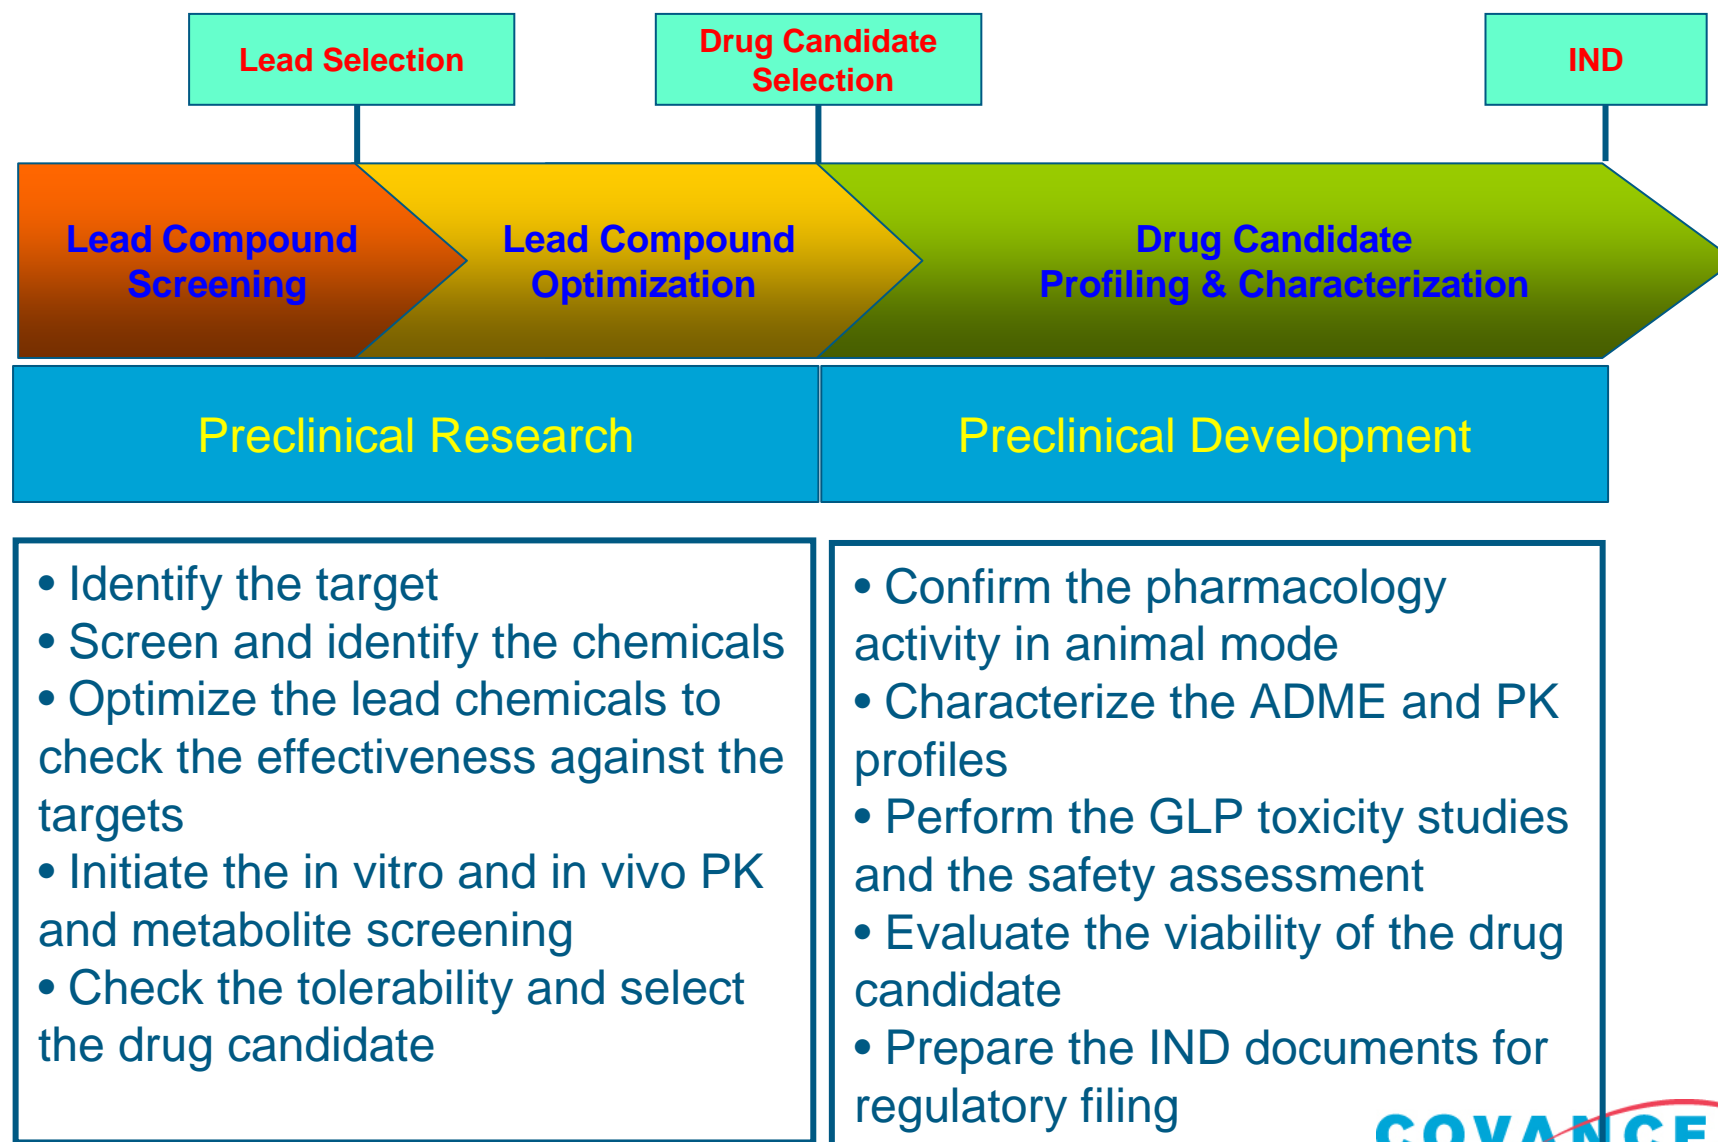 Lead Selection
Drug Candidate
Selection
IND
Lead Compound
Screening
Lead Compound
Optimization
Drug Candidate
Profiling & Characterization
Preclinical Research
Preclinical Development
• Identify the target
• Screen and identify the chemicals
• Optimize the lead chemicals to
check the effectiveness against the
targets
• Initiate the in vitro and in vivo PK
and metabolite screening
• Check the tolerability and select
the drug candidate
• Confirm the pharmacology
activity in animal mode
• Characterize the ADME and PK
profiles
• Perform the GLP toxicity studies
and the safety assessment
• Evaluate the viability of the drug
candidate
• Prepare the IND documents for
regulatory filing
COVANCE